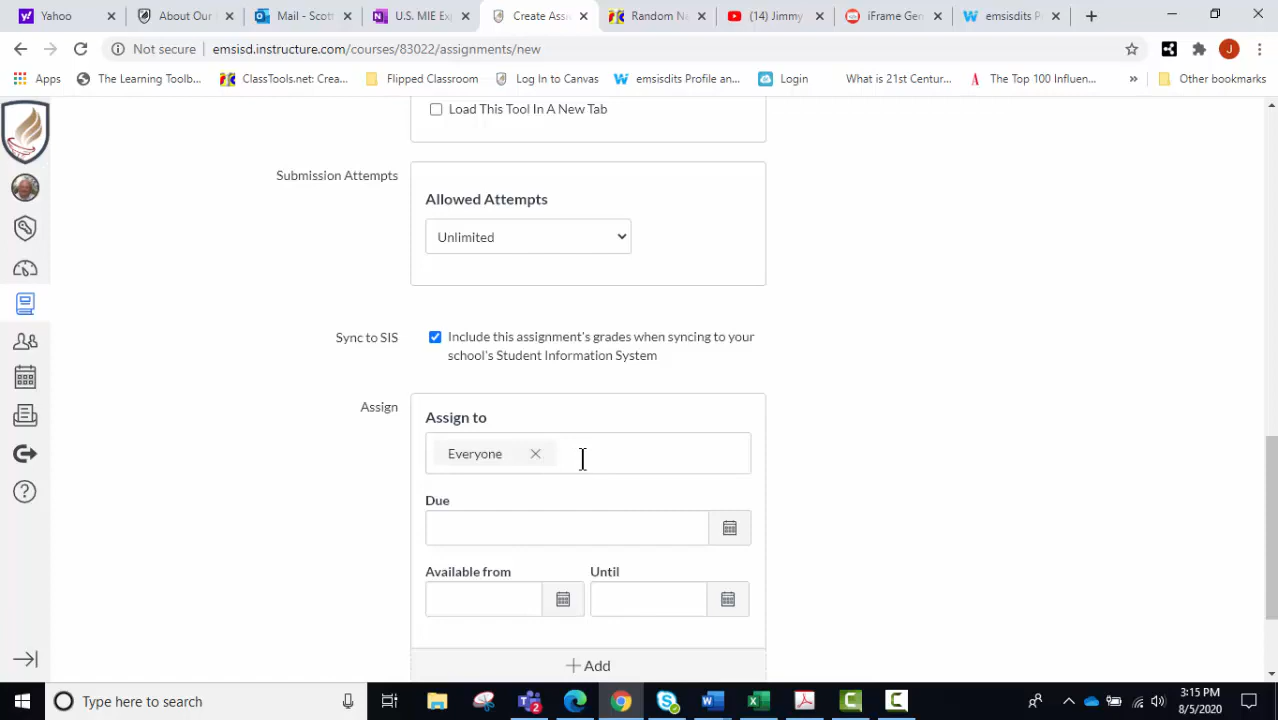 Yahoo
About Our
Mail - Scott
U.S. MIE Exp
Create Assi
Random Ne
(14) Jimmy
iFrame Gen
emsisdits P
Not secure
emsisd.instructure.com/courses/83022/assignments/new
J
Apps
The Learning Toolb...
ClassTools.net: Crea...
Flipped Classroom
Log In to Canvas
emsisdits Profile an...
Login
What is 21st Centur...
The Top 100 Influen...
»
Other bookmarks
Load This Tool In A New Tab
Submission Attempts
Allowed Attempts
Unlimited
Sync to SIS
Include this assignment's grades when syncing to your
school's Student Information System
Assign
Assign to
Everyone
Due
Available from
Until
Add
Type here to search
2
3:15 PM
8/5/2020